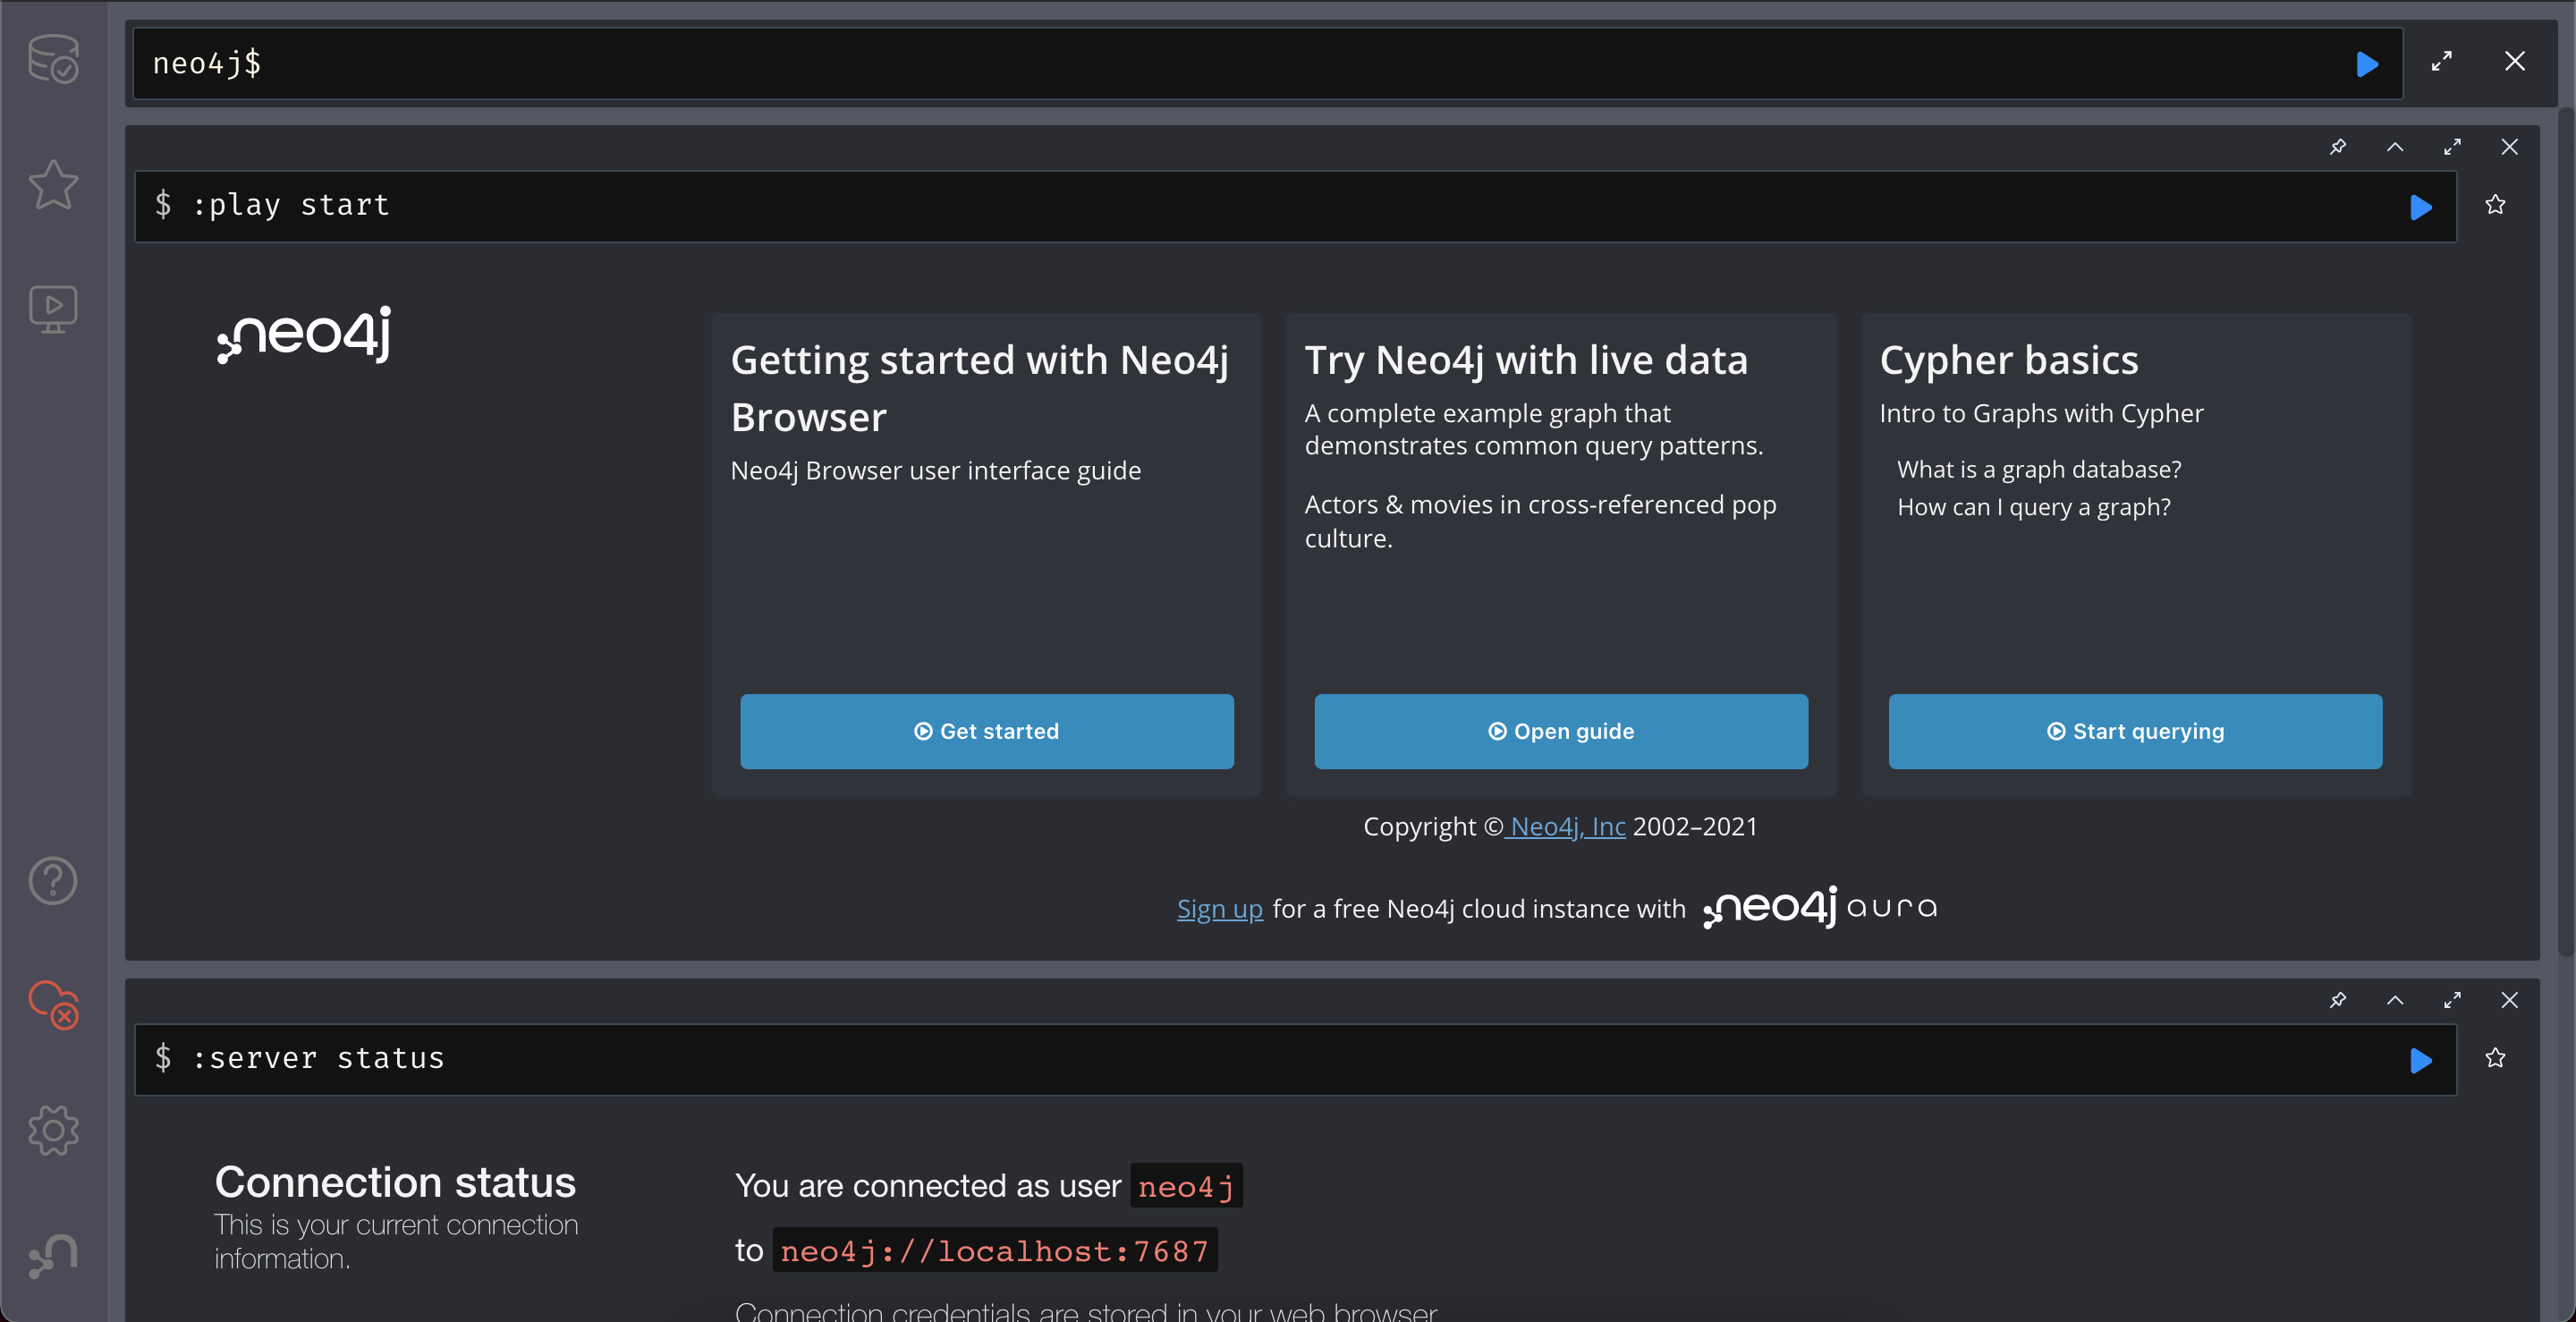 neo4j$
$ :play start
neo4j
Getting started with Neo4j
Browser
Neo4j Browser user interface guide
Get started
Try Neo4j with live data
A complete example graph that
demonstrates common query patterns.
Actors & movies in cross-referenced pop
culture.
Open guide
Cypher basics
Intro to Graphs with Cypher
What is a graph database?
How can I query a graph?
Start querying
Copyright © Neo4j, Inc 2002–2021
Sign up for a free Neo4j cloud instance with neo4j aura
$ :server status
Connection status
This is your current connection
information.
You are connected as user neo4j
to neo4j://localhost:7687
Connection credentials are stored in your web browser